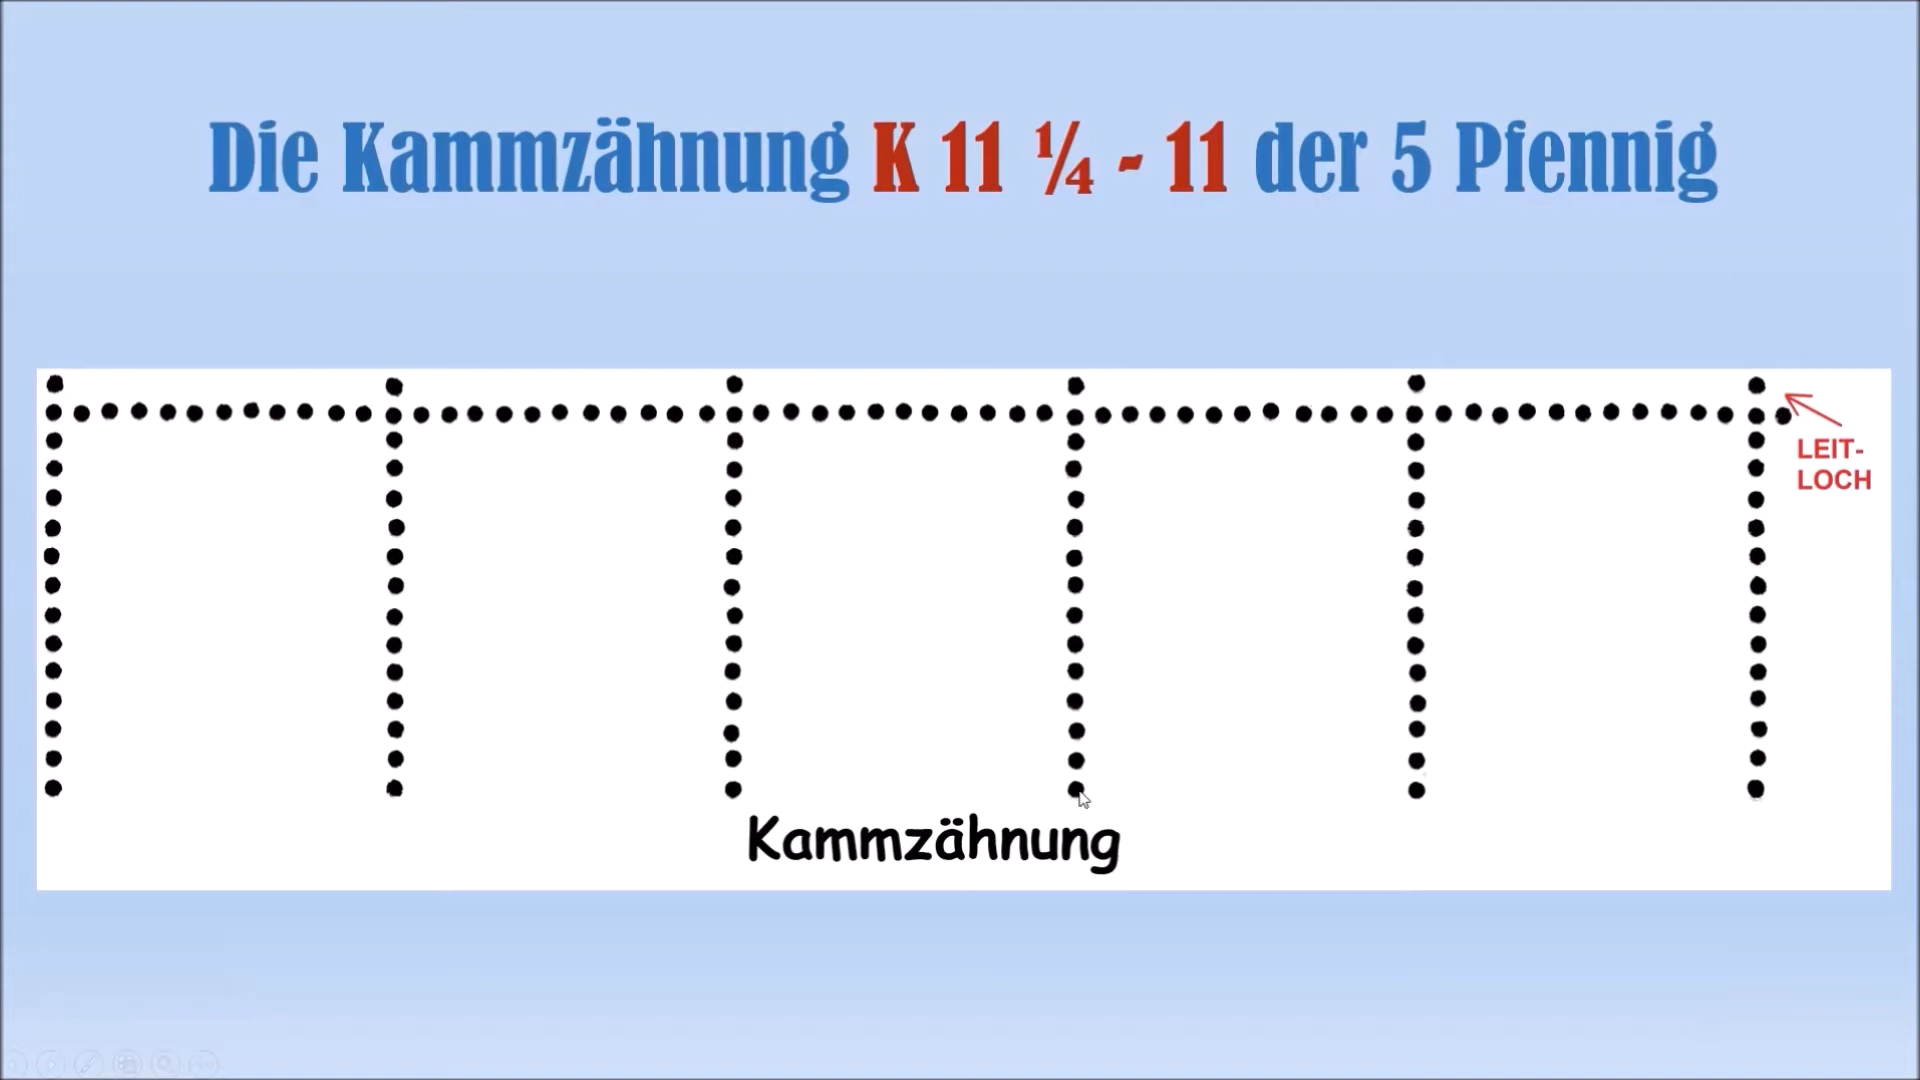 Die Kammzähnung K 11 ¼ - 11 der 5 Pfennig
LEIT-
LOCH
Kammzähnung